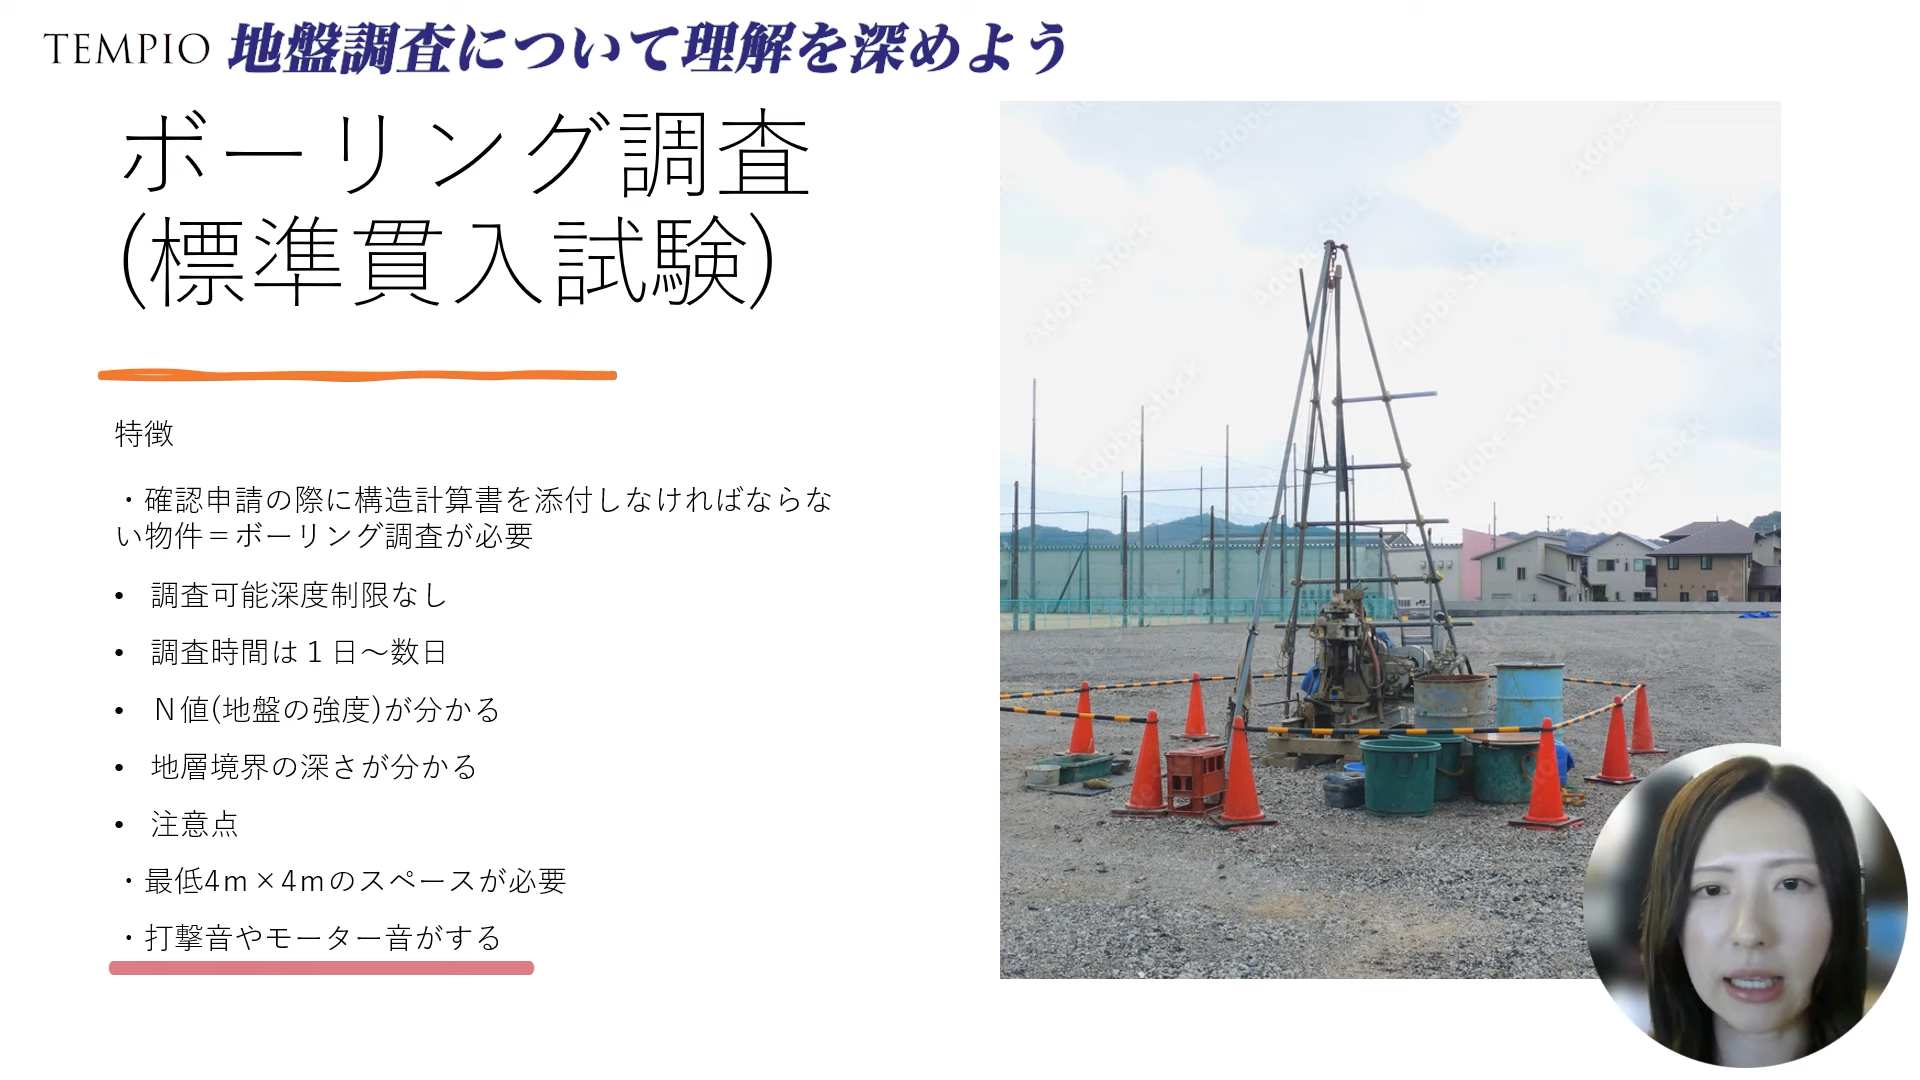 TEMPIO 地盤調査について理解を深めよう
ボーリング調査
(標準貫入試験)
特徴
・確認申請の際に構造計算書を添付しなければならな
い物件＝ボーリング調査が必要
• 調査可能深度制限なし
• 調査時間は１日～数日
• Ｎ値(地盤の強度)が分かる
• 地層境界の深さが分かる
• 注意点
・最低4ｍ×4ｍのスペースが必要
・打撃音やモーター音がする
Adobe Stock